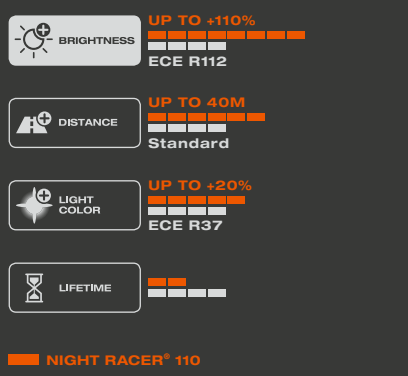 UP TO +110%
BRIGHTNESS
ECE R112
UP TO 40M
DISTANCE
Standard
UP TO +20%
LIGHT
COLOR
ECE R37
LIFETIME
NIGHT RACER® 110